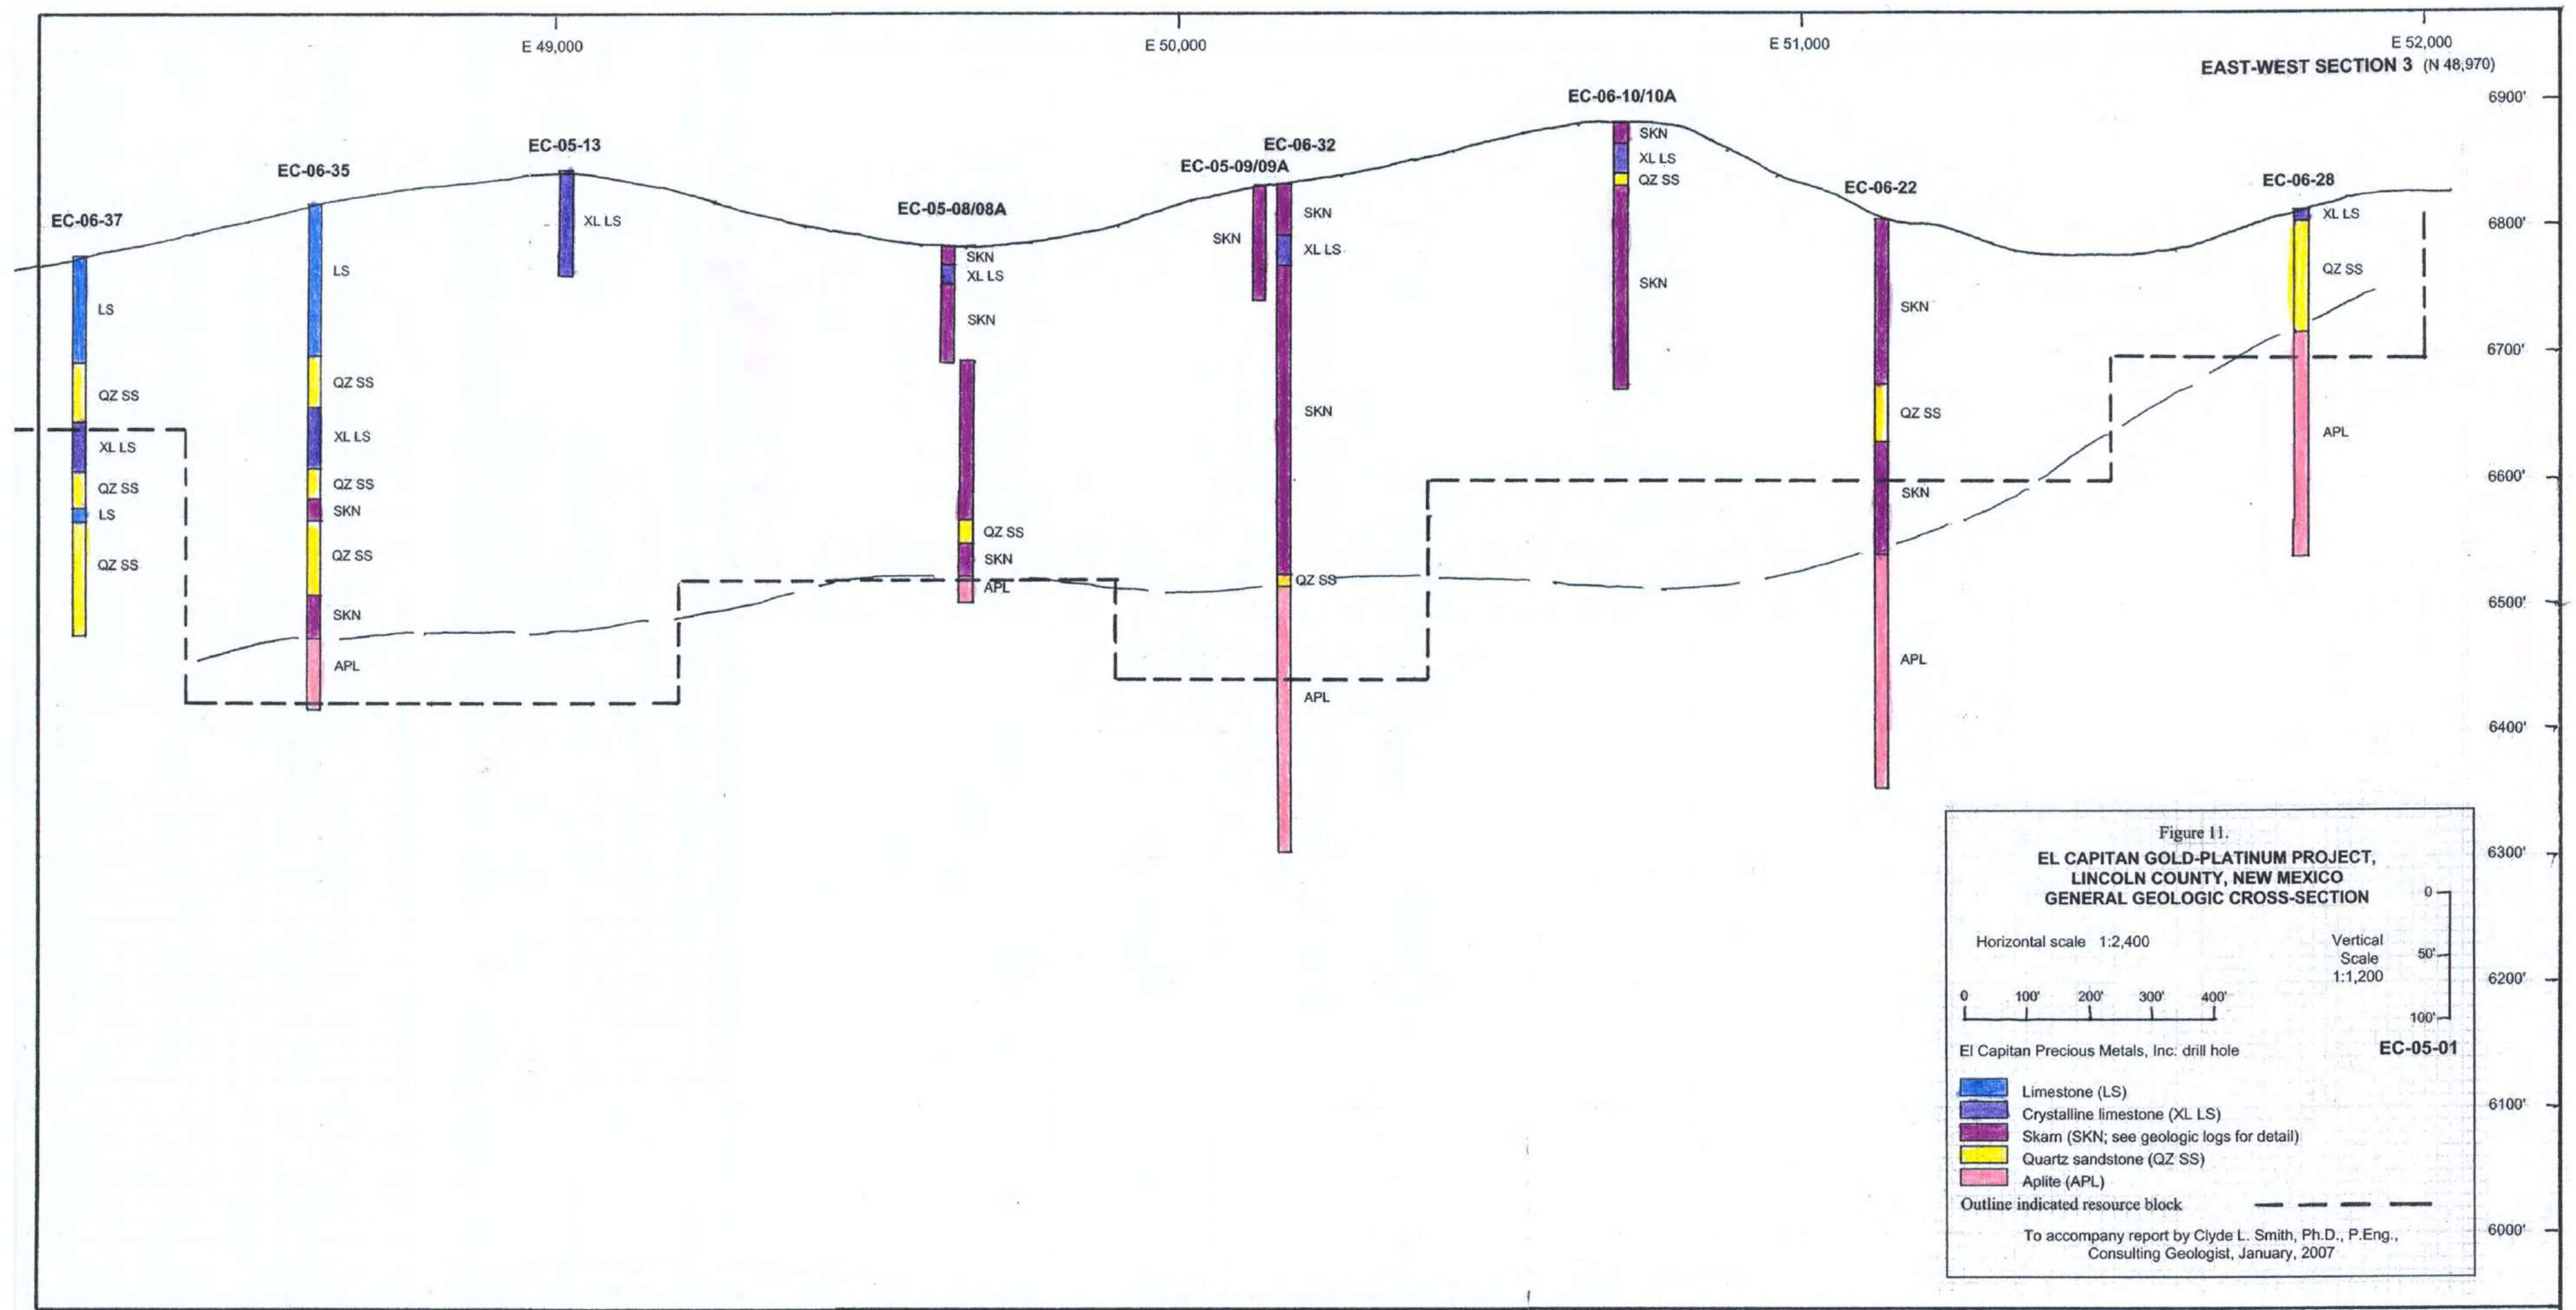 E 49,000
E 50,000
E 51,000
E 52,000
EAST-WEST SECTION 3 (N 48,970)
6900'
6800'
6700'
6600'
6500'
6400'
6300'
6200'
6100'
6000'
EC-06-37
LS
QZ SS
XL LS
QZ SS
LS
QZ SS
EC-06-35
LS
QZ SS
XL LS
QZ SS
SKN
QZ SS
SKN
APL
EC-05-13
XL LS
EC-05-08/08A
SKN
XL LS
SKN
QZ SS
SKN
APL
EC-05-09/09A
SKN
EC-06-32
SKN
XL LS
SKN
QZ SS
APL
EC-06-10/10A
SKN
XL LS
QZ SS
SKN
EC-06-22
SKN
QZ SS
SKN
APL
EC-06-28
XL LS
QZ SS
APL
Figure 11.
EL CAPITAN GOLD-PLATINUM PROJECT,
LINCOLN COUNTY, NEW MEXICO
GENERAL GEOLOGIC CROSS-SECTION
Horizontal scale 1:2,400
0 100' 200' 300' 400'
Vertical
Scale
1:1,200
0
50'
100'
El Capitan Precious Metals, Inc. drill hole EC-05-01
Limestone (LS)
Crystalline limestone (XL LS)
Skarn (SKN; see geologic logs for detail)
Quartz sandstone (QZ SS)
Aplite (APL)
Outline indicated resource block
To accompany report by Clyde L. Smith, Ph.D., P.Eng.,
Consulting Geologist, January, 2007